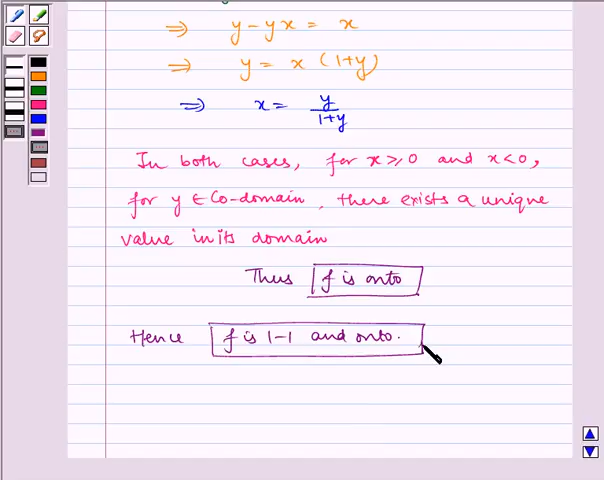 ⇒ y - yx = x
⇒ y = x (1+y)
⇒ x = y/1+y
In both cases, for x ⩾ 0 and x < 0,
for y ∈ Co-domain, there exists a unique
value in its domain
Thus f is onto
Hence f is 1-1 and onto.